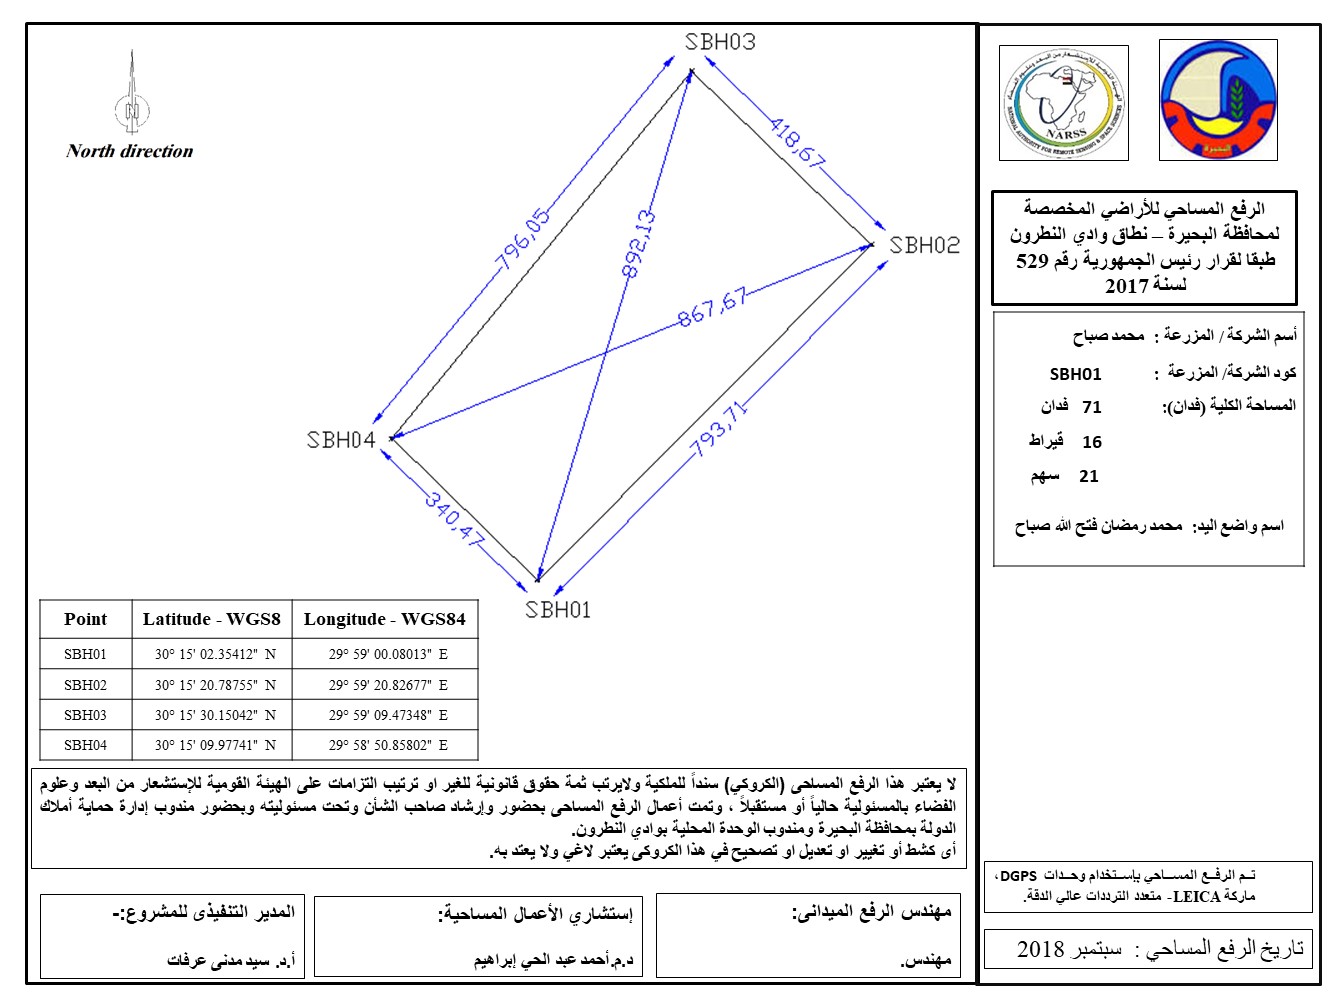 SBH03
North direction
418,67
796,05
892,13
SBH02
867,67
793,71
SBH04
340,47
SBH01
Point Latitude - WGS8 Longitude - WGS84
SBH01 30° 15' 02.35412" N 29° 59' 00.08013" E
SBH02 30° 15' 20.78755" N 29° 59' 20.82677" E
SBH03 30° 15' 30.15042" N 29° 59' 09.47348" E
SBH04 30° 15' 09.97741" N 29° 58' 50.85802" E
لا يعتبر هذا الرفع المساحى (الكروكي) سنداً للملكية ولايرتب ثمة حقوق قانونية للغير او ترتيب التزامات على الهيئة القومية للإستشعار من البعد وعلوم
الفضاء بالمسئولية حالياً أو مستقبلاً ، وتمت أعمال الرفع المساحى بحضور وإرشاد صاحب الشأن وتحت مسئوليته وبحضور مندوب إدارة حماية أملاك
الدولة بمحافظة البحيرة ومندوب الوحدة المحلية بوادي النطرون.
أى كشط أو تغيير او تعديل او تصحيح في هذا الكروكى يعتبر لاغي ولا يعتد به.
مهندس الرفع الميدانى:
مهندس.
إستشاري الأعمال المساحية:
د.م.أحمد عبد الحي إبراهيم
المدير التنفيذى للمشروع:-
أ.د. سيد مدنى عرفات
NARSS
NATIONAL AUTHORITY FOR REMOTE SENSING & SPACE SCIENCES
البحيرة
الرفع المساحي للأراضي المخصصة
لمحافظة البحيرة – نطاق وادي النطرون
طبقا لقرار رئيس الجمهورية رقم 529
لسنة 2017
أسم الشركة / المزرعة : محمد صباح
كود الشركة/ المزرعة : SBH01
المساحة الكلية (فدان): 71 فدان
16 قيراط
21 سهم
اسم واضع اليد: محمد رمضان فتح الله صباح
تـم الرفـع المسـاحي بإسـتخدام وحـدات DGPS،
ماركة LEICA- متعدد الترددات عالي الدقة.
تاريخ الرفع المساحي : سبتمبر 2018